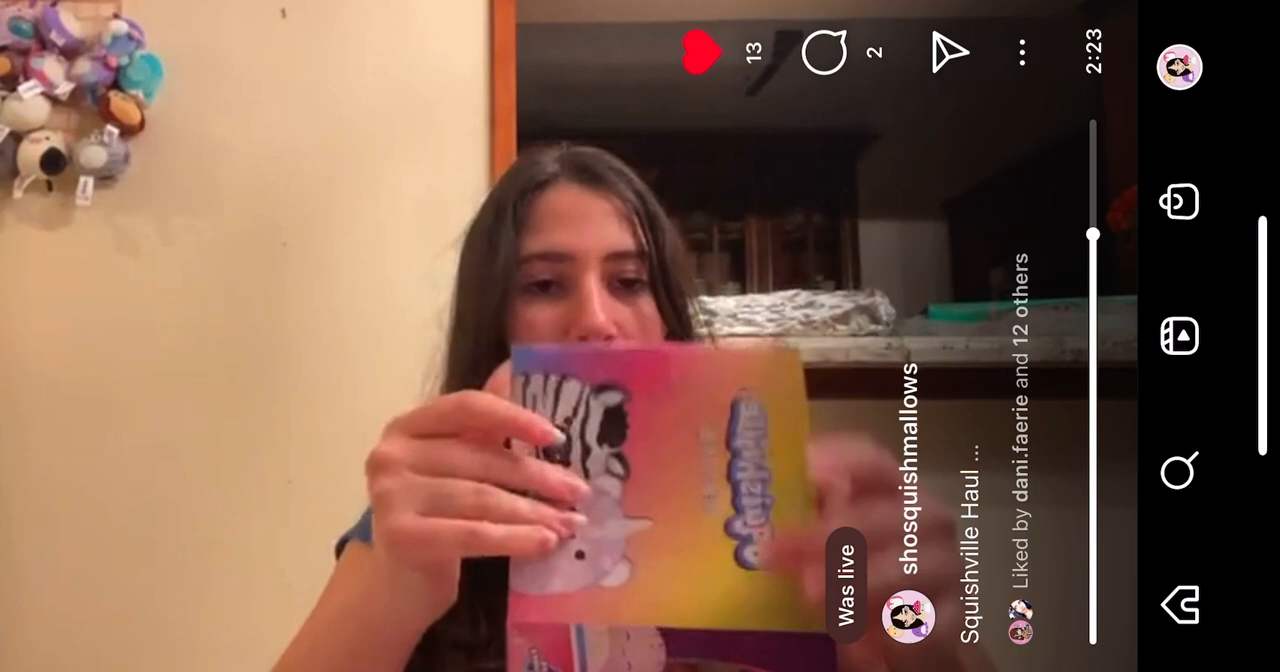 13
2
2:23
Was live
shosquishmallows
Squishville Haul ...
Liked by dani.faerie and 12 others